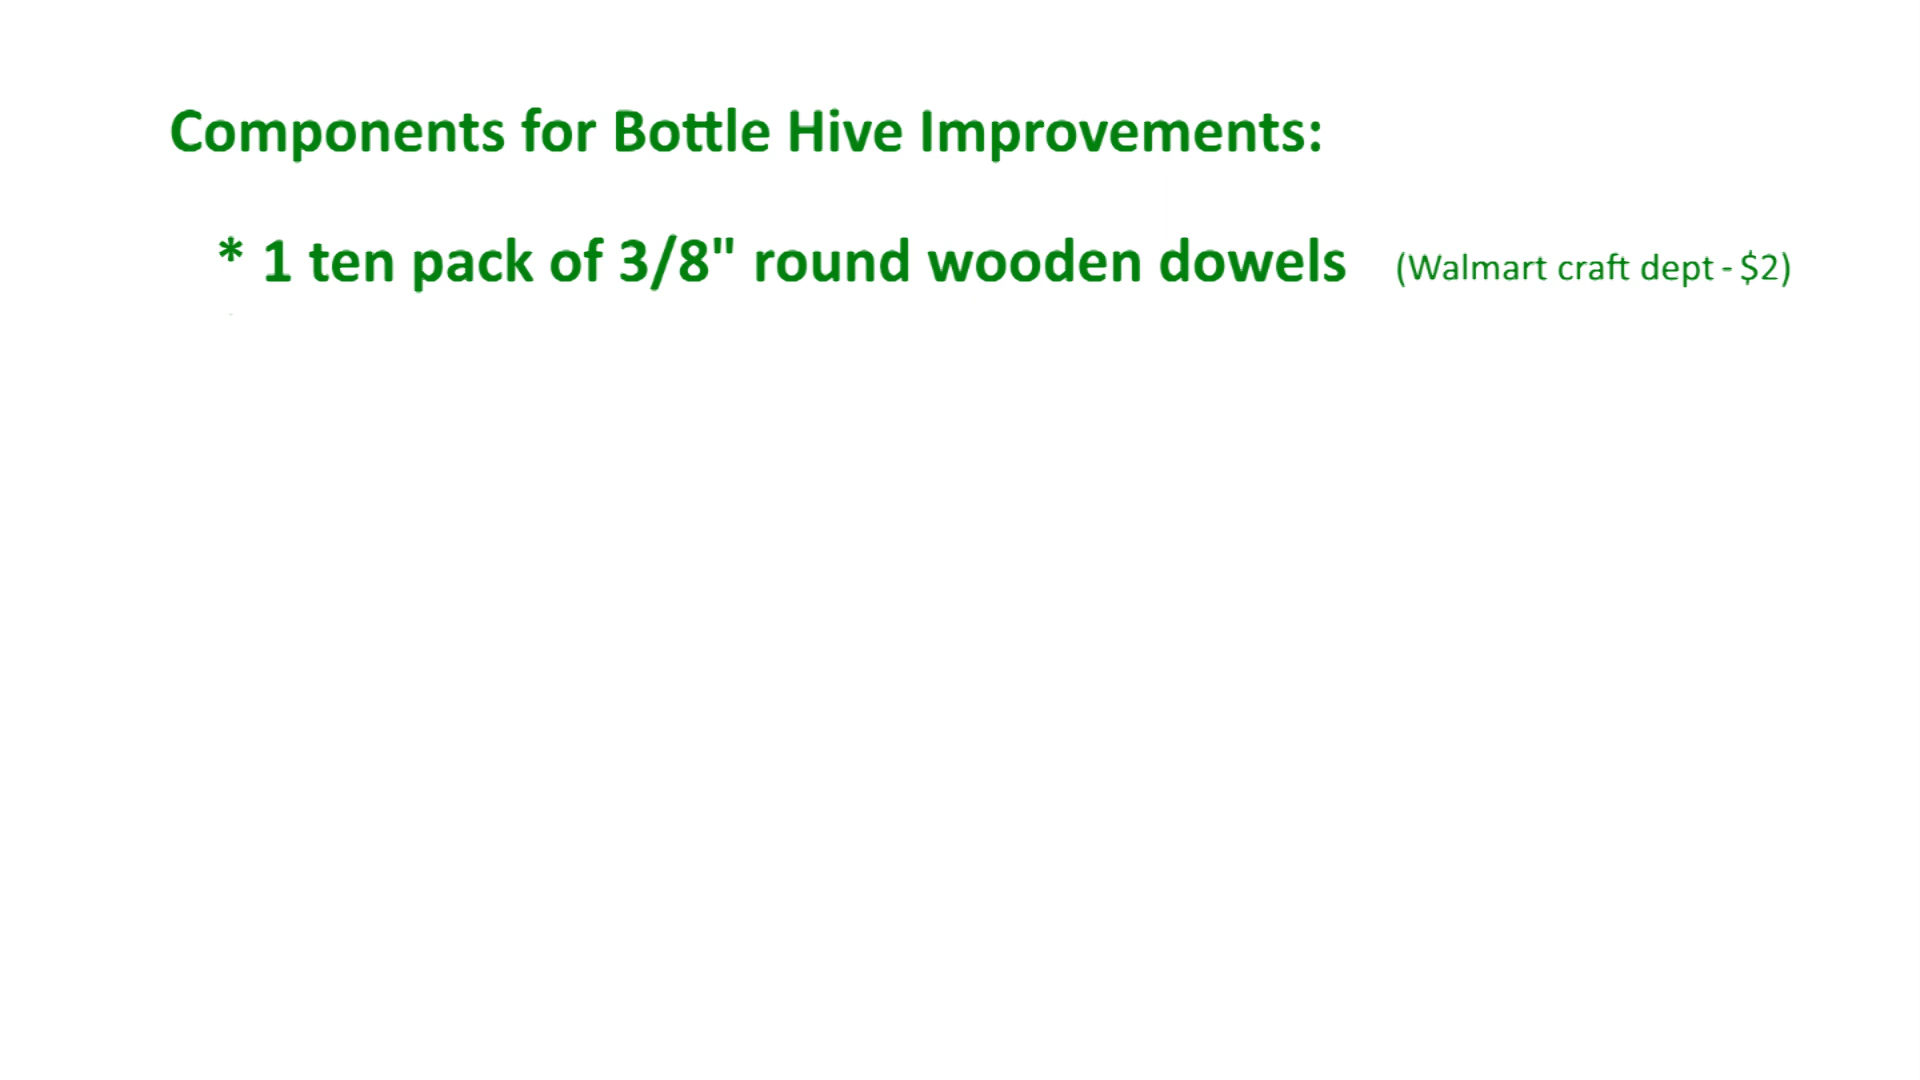 Components for Bottle Hive Improvements:
* 1 ten pack of 3/8" round wooden dowels (Walmart craft dept - $2)